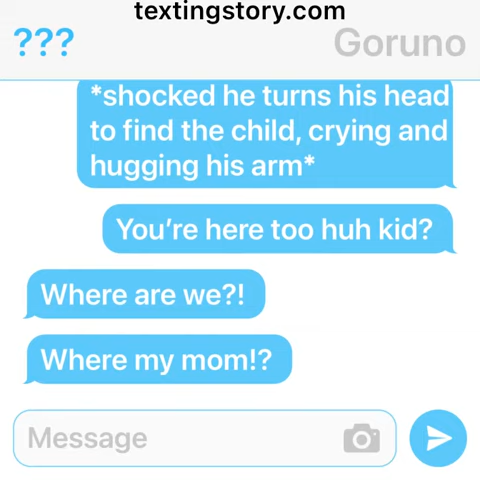 textingstory.com
??? Goruno
*shocked he turns his head
to find the child, crying and
hugging his arm*
You’re here too huh kid?
Where are we?!
Where my mom!?
Message